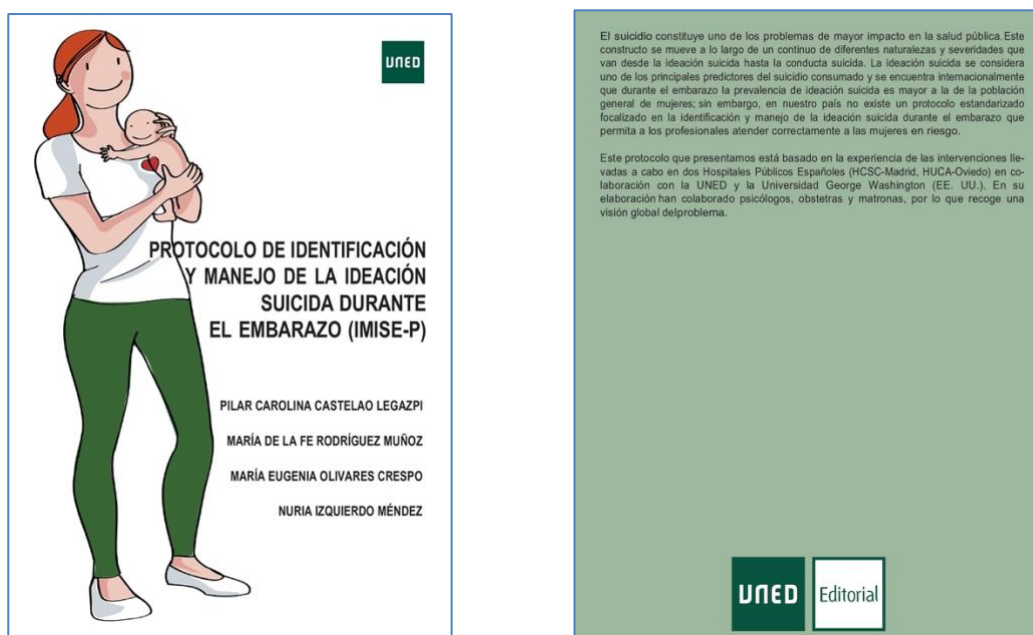 UNED
PROTOCOLO DE IDENTIFICACIÓN
Y MANEJO DE LA IDEACIÓN
SUICIDA DURANTE
EL EMBARAZO (IMISE-P)
PILAR CAROLINA CASTELAO LEGAZPI
MARÍA DE LA FE RODRÍGUEZ MUÑOZ
MARÍA EUGENIA OLIVARES CRESPO
NURIA IZQUIERDO MÉNDEZ
El suicidio constituye uno de los problemas de mayor impacto en la salud pública. Este
constructo se mueve a lo largo de un continuo de diferentes naturalezas y severidades que
van desde la ideación suicida hasta la conducta suicida. La ideación suicida se considera
uno de los principales predictores del suicidio consumado y se encuentra internacionalmente
que durante el embarazo la prevalencia de ideación suicida es mayor a la de la población
general de mujeres; sin embargo, en nuestro país no existe un protocolo estandarizado
focalizado en la identificación y manejo de la ideación suicida durante el embarazo que
permita a los profesionales atender correctamente a las mujeres en riesgo.
Este protocolo que presentamos está basado en la experiencia de las intervenciones lle-
vadas a cabo en dos Hospitales Públicos Españoles (HCSC-Madrid, HUCA-Oviedo) en co-
laboración con la UNED y la Universidad George Washington (EE. UU.). En su
elaboración han colaborado psicólogos, obstetras y matronas, por lo que recoge una
visión global delproblema.
UNED
Editorial